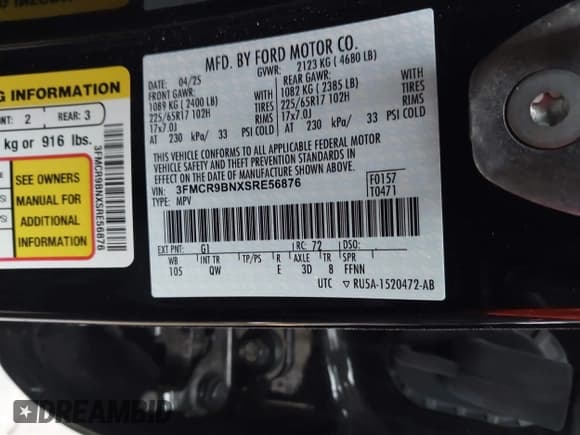 G INFORMATION
NT: 2 REAR: 3
kg or 916 lbs.
SEE OWNERS
MANUAL FOR
ADDITIONAL
INFORMATION
3FMCR9BNXSRE56876
MFD. BY FORD MOTOR CO.
DATE: 04/25 GVWR: 2123 KG ( 4680 LB)
FRONT GAWR: REAR GAWR:
1089 KG ( 2400 LB) WITH 1082 KG ( 2385 LB) WITH
225/65R17 102H TIRES 225/65R17 102H TIRES
17x7.0J RIMS 17x7.0J RIMS
AT 230 kPa/ 33 PSI COLD AT 230 kPa/ 33 PSI COLD
THIS VEHICLE CONFORMS TO ALL APPLICABLE FEDERAL MOTOR
VEHICLE SAFETY AND THEFT PREVENTION STANDARDS IN
EFFECT ON THE DATE OF MANUFACTURE SHOWN ABOVE.
VIN: 3FMCR9BNXSRE56876 F0157
TYPE: MPV T0471
EXT PNT: G1 RC: 72 DSO:
WB INT TR TP/PS R AXLE TR SPR
105 QW E 3D 8 FFNN
UTC ▽ RU5A-1520472-AB
DREAMBID